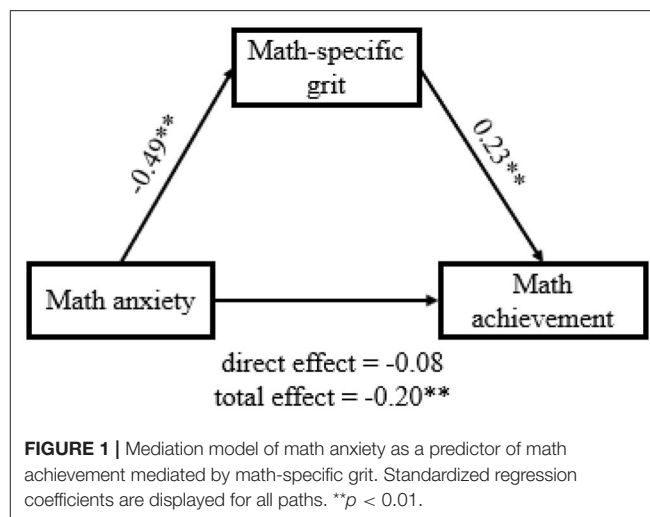 Math-specific
grit
-0.49**
0.23**
Math anxiety
Math
achievement
direct effect = -0.08
total effect = -0.20**
FIGURE 1 | Mediation model of math anxiety as a predictor of math
achievement mediated by math-specific grit. Standardized regression
coefficients are displayed for all paths. **p < 0.01.